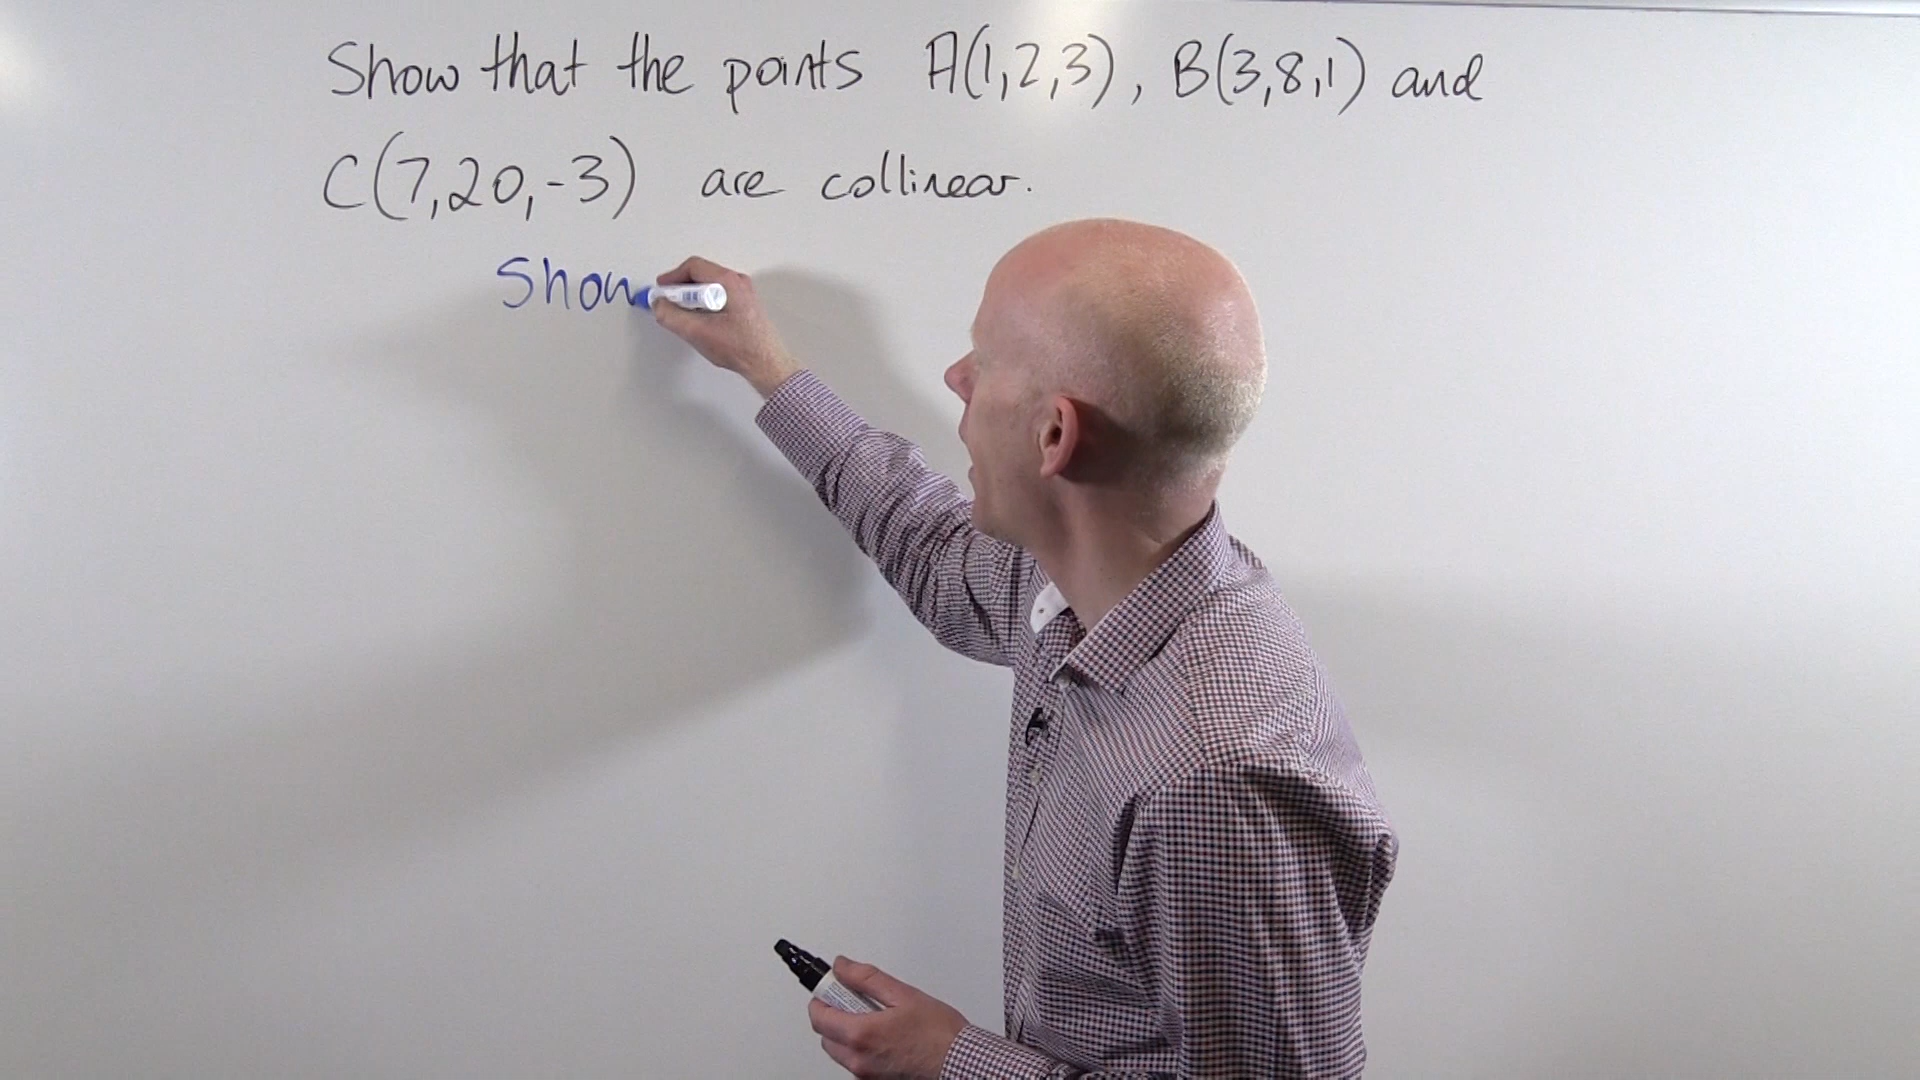 Show that the points A(1,2,3), B(3,8,1) and
C(7,20,-3) are collinear.
Show